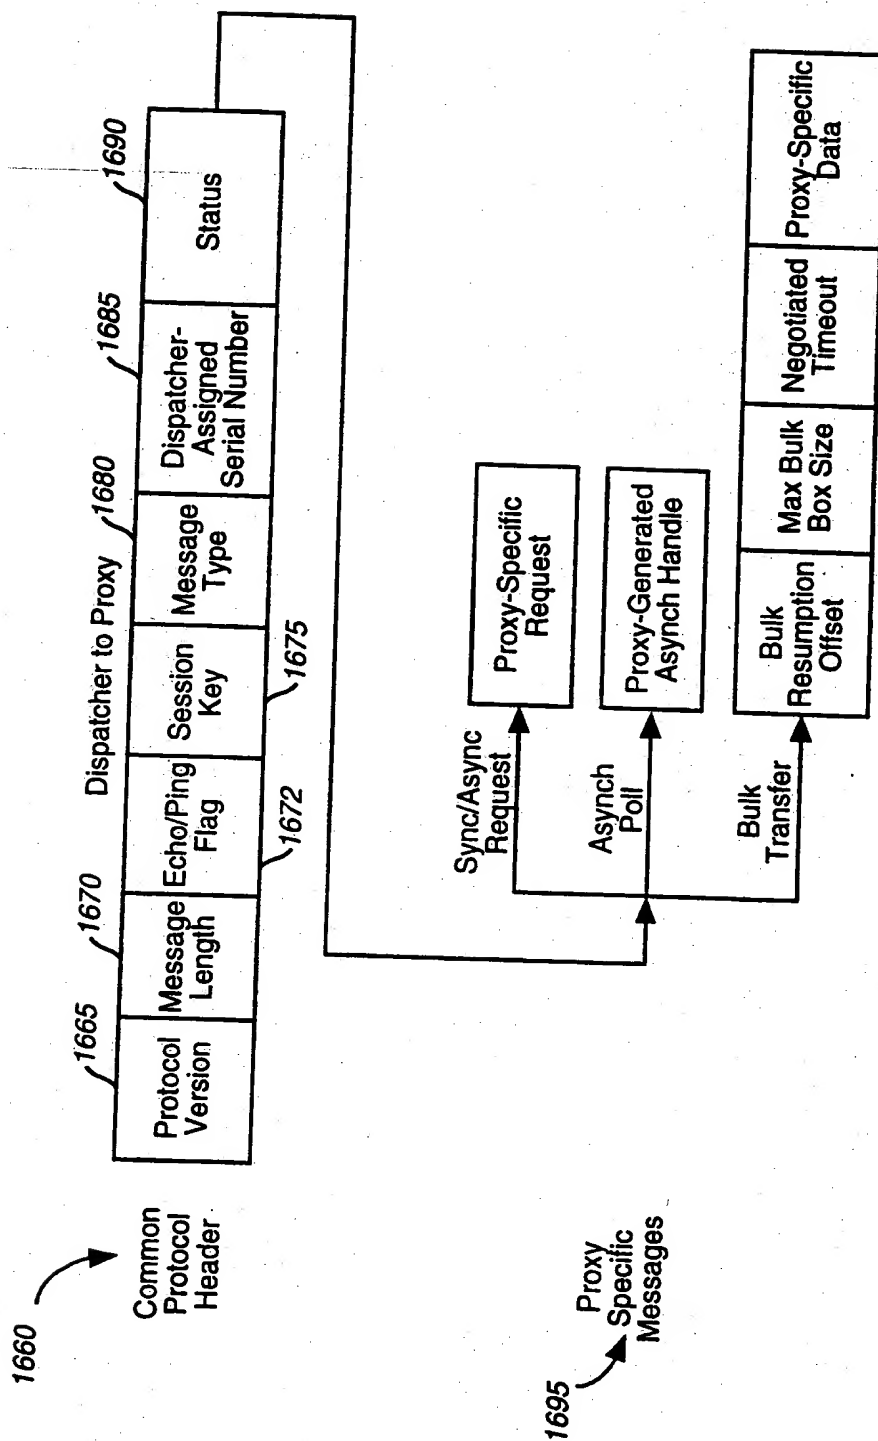 Dispatcher to Proxy
1660
Common
Protocol
Header
1665
Protocol
Version
1670
Message
Length
Echo/Ping
Flag
1672
Session
Key
1675
1680
Message
Type
1685
Dispatcher-
Assigned
Serial Number
1690
Status
1695
Proxy
Specific
Messages
Sync/Async
Request
Proxy-Specific
Request
Asynch
Poll
Proxy-Generated
Asynch Handle
Bulk
Transfer
Bulk
Resumption
Offset
Max Bulk
Box Size
Negotiated
Timeout
Proxy-Specific
Data